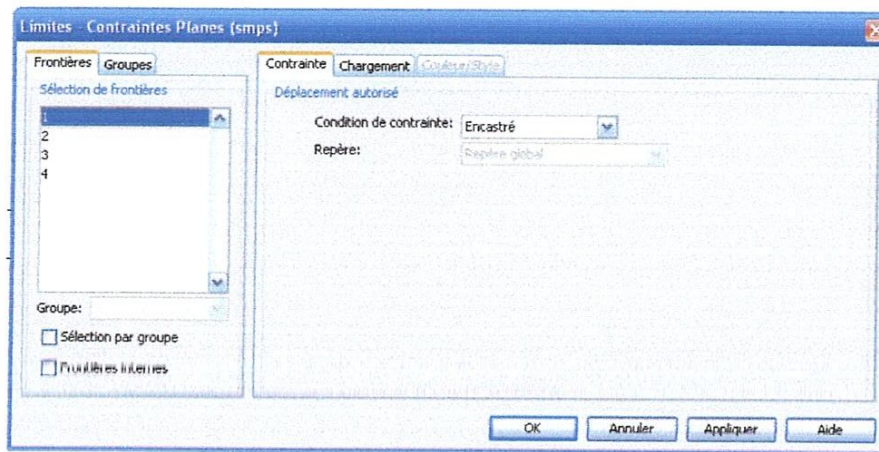 Limites - Contraintes Planes (smps)
Frontières Groupes
Sélection de frontières
1
2
3
4
Groupe:
Sélection par groupe
Frontières internes
Contrainte Chargement Couleur/Style
Déplacement autorisé
Condition de contrainte: Encastré
Repère: Repère global
OK Annuler Appliquer Aide